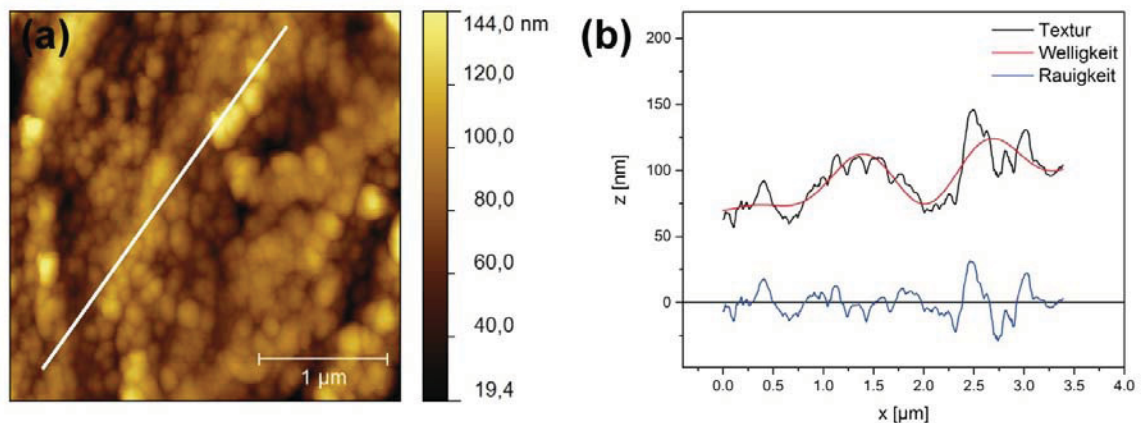 (a)
144,0 nm
120,0
100,0
80,0
60,0
40,0
19,4
1 µm
(b)
Textur
Welligkeit
Rauigkeit
200
150
100
50
0
z [nm]
0.0 0.5 1.0 1.5 2.0 2.5 3.0 3.5 4.0
x [µm]